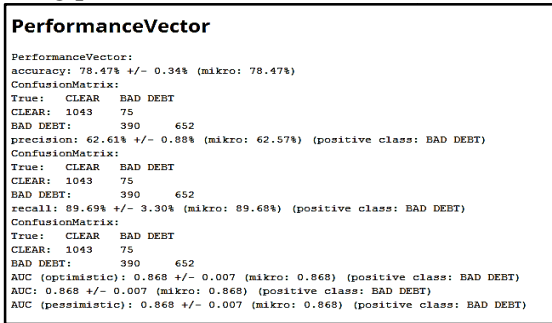 PerformanceVector
PerformanceVector:
accuracy: 78.47% +/- 0.34% (mikro: 78.47%)
ConfusionMatrix:
True: CLEAR BAD DEBT
CLEAR: 1043 75
BAD DEBT: 390 652
precision: 62.61% +/- 0.88% (mikro: 62.57%) (positive class: BAD DEBT)
ConfusionMatrix:
True: CLEAR BAD DEBT
CLEAR: 1043 75
BAD DEBT: 390 652
recall: 89.69% +/- 3.30% (mikro: 89.68%) (positive class: BAD DEBT)
ConfusionMatrix:
True: CLEAR BAD DEBT
CLEAR: 1043 75
BAD DEBT: 390 652
AUC (optimistic): 0.868 +/- 0.007 (mikro: 0.868) (positive class: BAD DEBT)
AUC: 0.868 +/- 0.007 (mikro: 0.868) (positive class: BAD DEBT)
AUC (pessimistic): 0.868 +/- 0.007 (mikro: 0.868) (positive class: BAD DEBT)